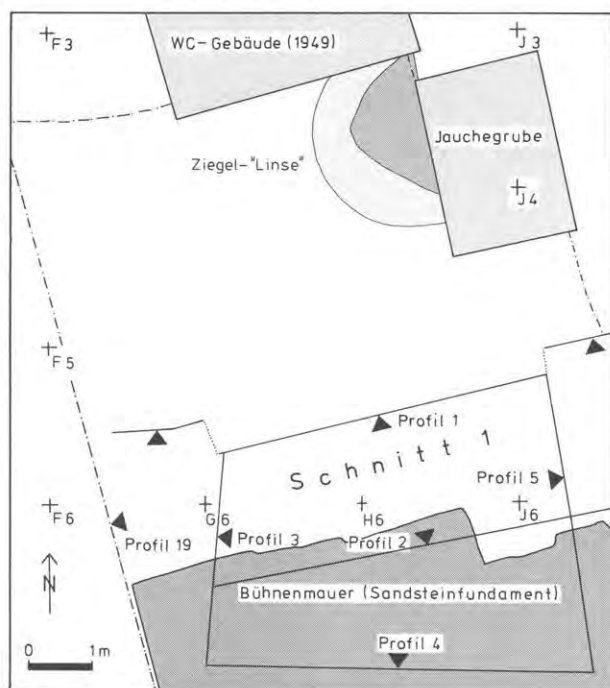 F3
WC-Gebäude (1949)
J3
Jauchegrube
Ziegel-"Linse"
J4
F5
Profil 1
Schnitt 1
Profil 5
F6
G6
H6
J6
Profil 19
Profil 3
Profil 2
N
Bühnenmauer (Sandsteinfundament)
Profil 4
0 1m